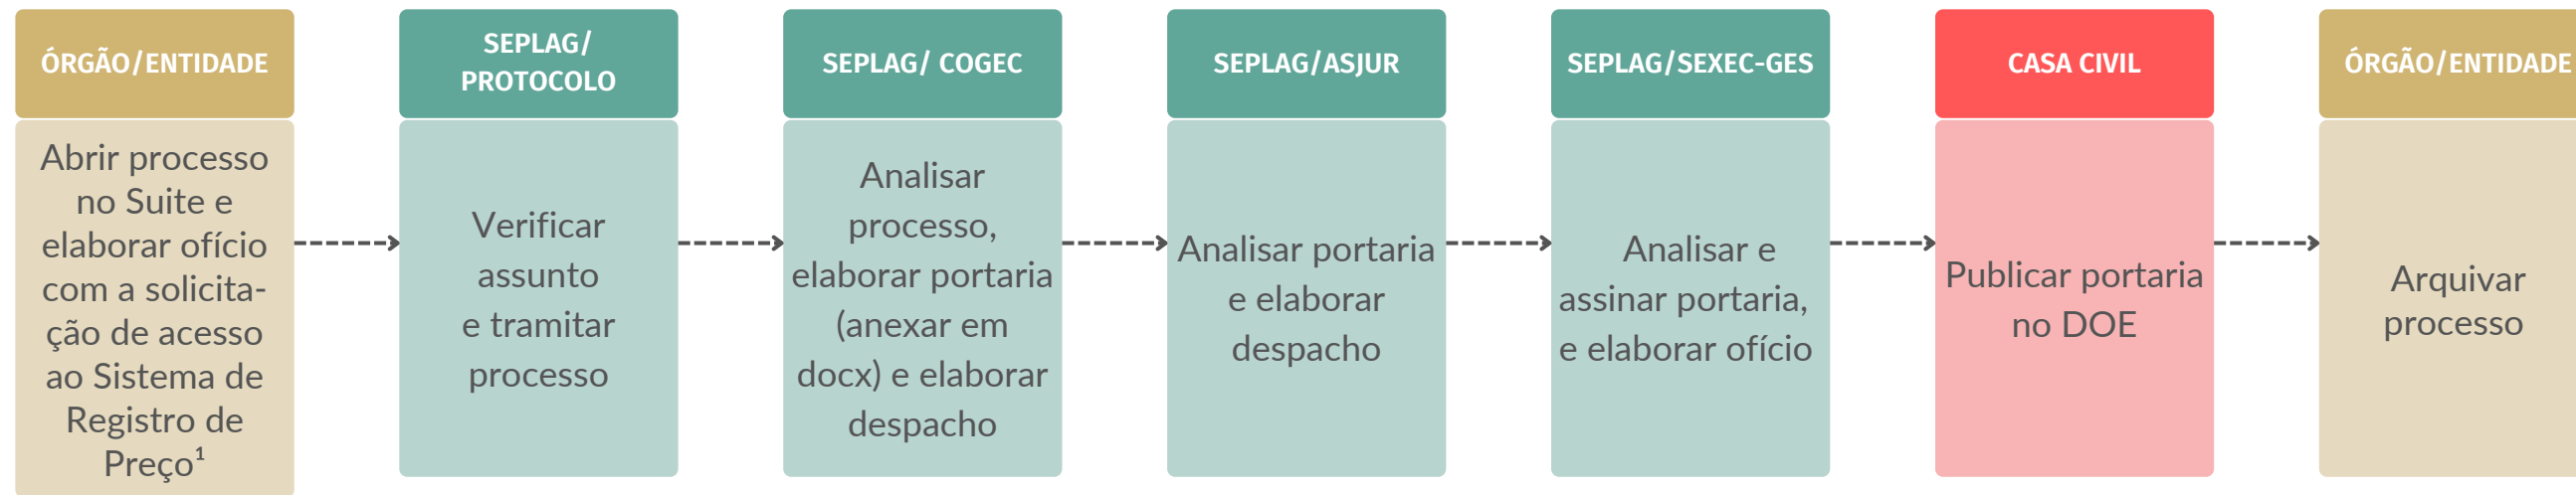 ÓRGÃO/ENTIDADE
Abrir processo
no Suite e
elaborar ofício
com a solicita-
ção de acesso
ao Sistema de
Registro de
Preço¹
SEPLAG/
PROTOCOLO
Verificar
assunto
e tramitar
processo
SEPLAG/ COGEC
Analisar
processo,
elaborar portaria
(anexar em
docx) e elaborar
despacho
SEPLAG/ASJUR
Analisar portaria
e elaborar
despacho
SEPLAG/SEXEC-GES
Analisar e
assinar portaria,
e elaborar ofício
CASA CIVIL
Publicar portaria
no DOE
ÓRGÃO/ENTIDADE
Arquivar
processo